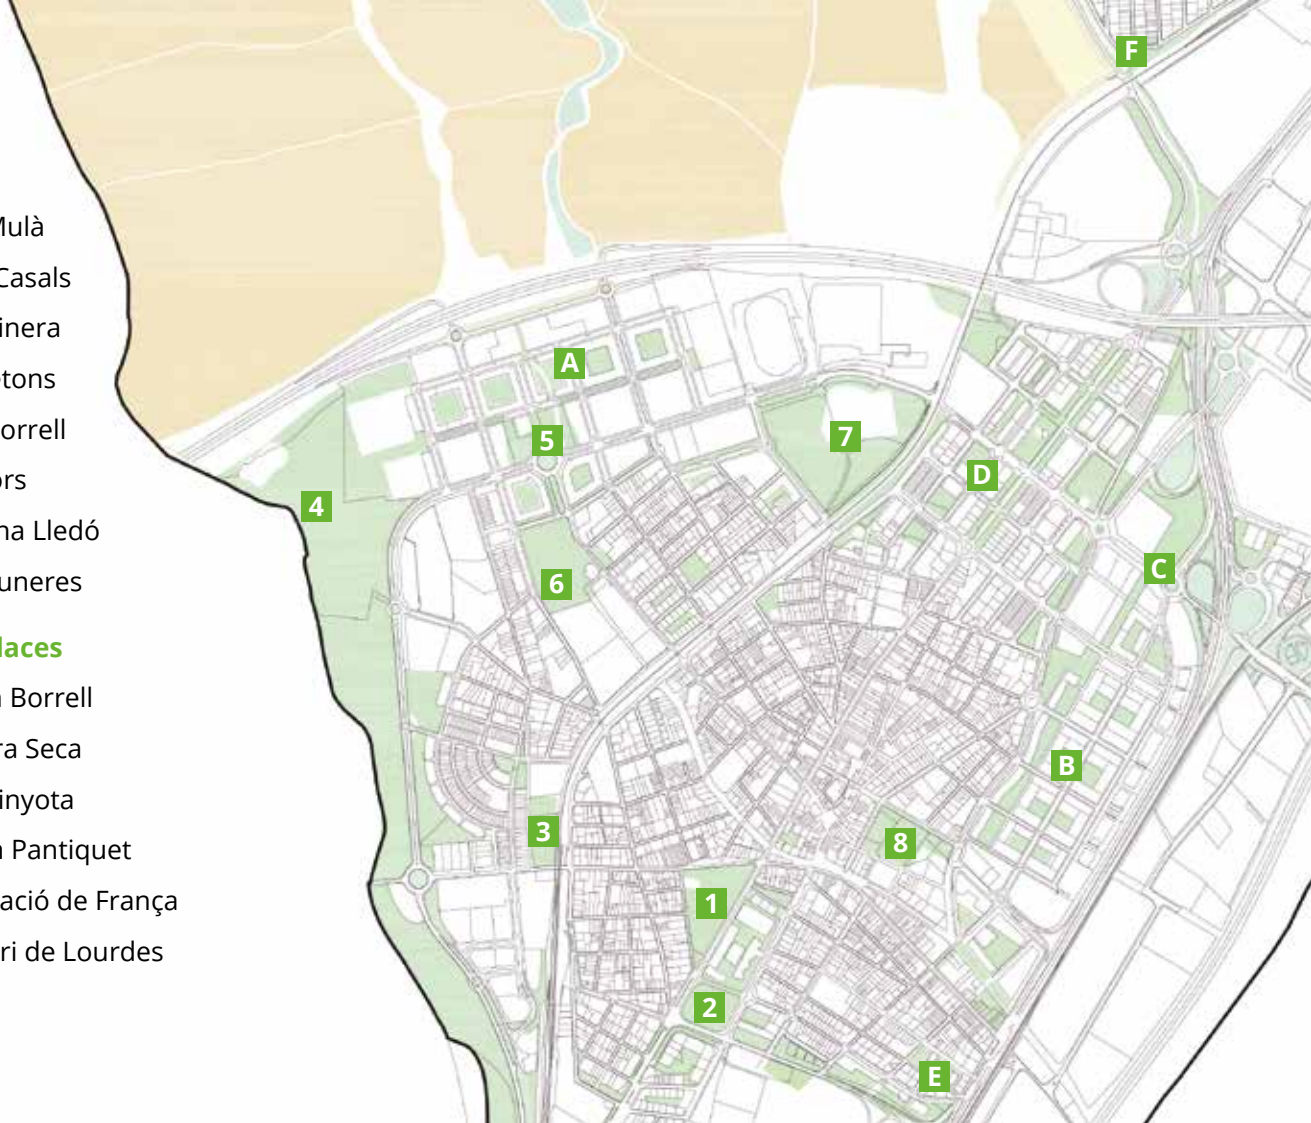 Mulà
Casals
inera
etons
orrell
ors
na Lledó
uneres
laces
a Borrell
ra Seca
inyota
n Pantiquet
ació de França
ri de Lourdes
F
A
5
7
D
4
C
6
B
3
8
1
2
E